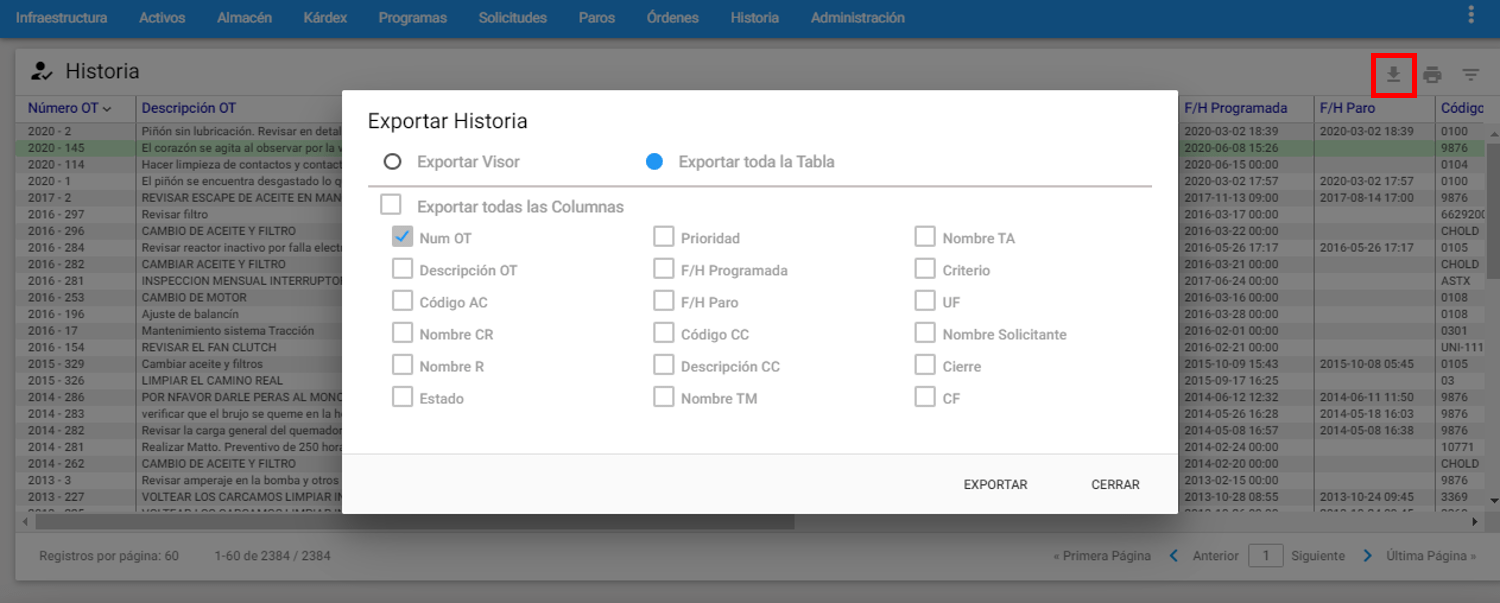 Infraestructura Activos Almacén Kárdex Programas Solicitudes Paros Órdenes Historia Administración
Historia
Número OT Descripción OT F/H Programada F/H Paro Código
2020 - 2 Piñón sin lubricación. Revisar en detal 2020-03-02 18:39 2020-03-02 18:39 0100
2020 - 145 El corazón se agita al observar por la v 2020-06-08 15:26 9876
2020 - 114 Hacer limpieza de contactos y contact 2020-06-15 00:00 0104
2020 - 1 El piñón se encuentra desgastado lo q 2020-03-02 17:57 2020-03-02 17:57 0100
2017 - 2 REVISAR ESCAPE DE ACEITE EN MAN 2017-11-13 09:00 2017-08-14 17:00 9876
2016 - 297 Revisar filtro 2016-03-17 00:00 6629200
2016 - 296 CAMBIO DE ACEITE Y FILTRO 2016-03-22 00:00 CHOLD
2016 - 284 Revisar reactor inactivo por falla elect 2016-05-26 17:17 2016-05-26 17:17 0105
2016 - 282 CAMBIAR ACEITE Y FILTRO 2016-03-21 00:00 CHOLD
2016 - 281 INSPECCION MENSUAL INTERRUPTO 2017-06-24 00:00 ASTX
2016 - 253 CAMBIO DE MOTOR 2016-03-16 00:00 0108
2016 - 196 Ajuste de balancín 2016-03-28 00:00 0108
2016 - 17 Mantenimiento sistema Tracción 2016-02-01 00:00 0301
2016 - 154 REVISAR EL FAN CLUTCH 2016-02-21 00:00 UNI-111
2015 - 329 Cambiar aceite y filtros 2015-10-09 15:43 2015-10-08 05:45 0105
2015 - 326 LIMPIAR EL CAMINO REAL 2015-09-17 16:25 03
2014 - 286 POR NFAVOR DARLE PERAS AL MONO 2014-06-12 12:32 2014-06-11 11:50 9876
2014 - 283 verificar que el brujo se queme en la h 2014-05-26 16:28 2014-05-18 16:03 9876
2014 - 282 Revisar la carga general del quemador 2014-05-08 16:57 2014-05-08 16:38 9876
2014 - 281 Realizar Matto. Preventivo de 250 hora 2014-02-24 00:00 10771
2014 - 262 CAMBIO DE ACEITE Y FILTRO 2014-02-20 00:00 CHOLD
2013 - 3 Revisar amperaje en la bomba y otros 2013-02-15 00:00 9876
2013 - 227 VOLTEAR LOS CARCAMOS LIMPIAR IN 2013-10-28 08:55 2013-10-24 09:45 3369
Exportar Historia
Exportar Visor Exportar toda la Tabla
Exportar todas las Columnas
Num OT Prioridad Nombre TA
Descripción OT F/H Programada Criterio
Código AC F/H Paro UF
Nombre CR Código CC Nombre Solicitante
Nombre R Descripción CC Cierre
Estado Nombre TM CF
EXPORTAR CERRAR
Registros por página: 60 1-60 de 2384 / 2384 « Primera Página Anterior 1 Siguiente Última Página »